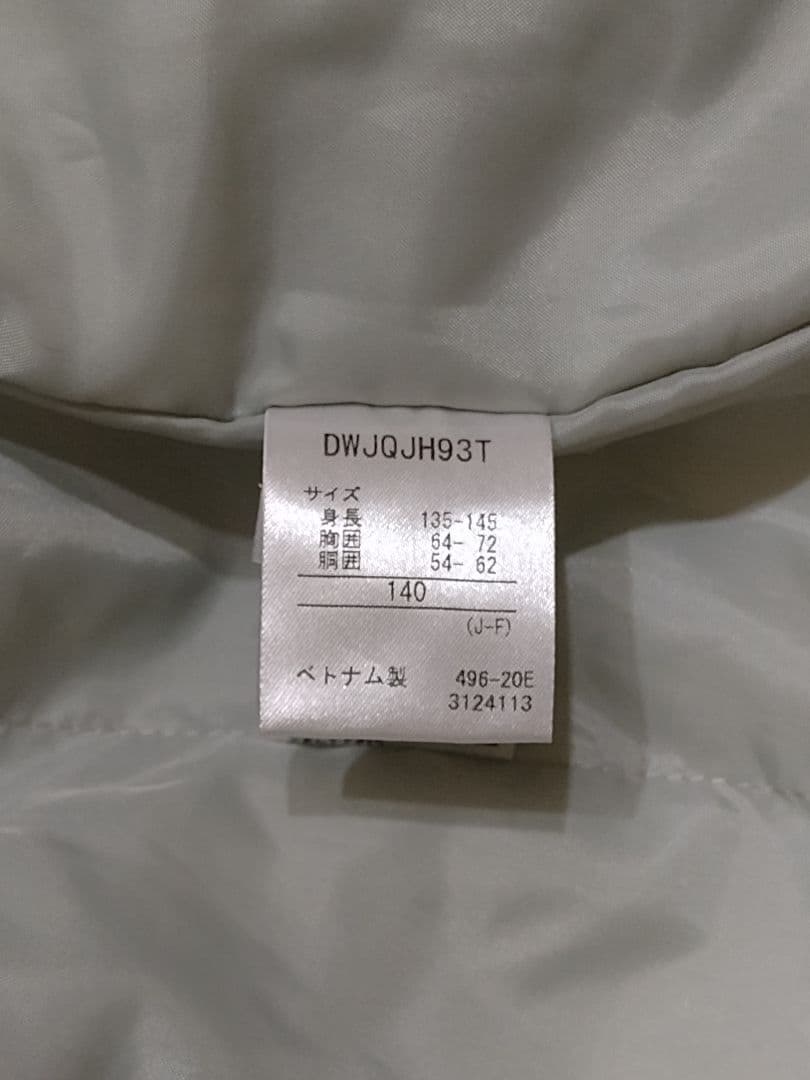 DWJQJH93T
サイズ
身長 135-145
胸囲 64- 72
胴囲 54- 62
140
(J-F)
ベトナム製 496-20E
3124113